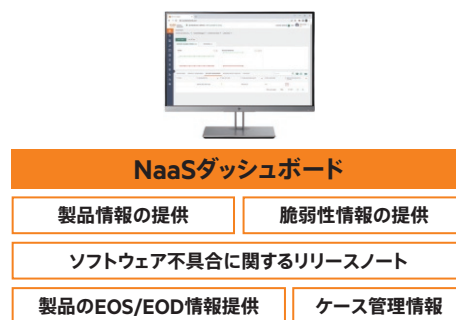 NaaSダッシュボード
製品情報の提供
脆弱性情報の提供
ソフトウェア不具合に関するリリースノート
製品のEOS/EOD情報提供
ケース管理情報